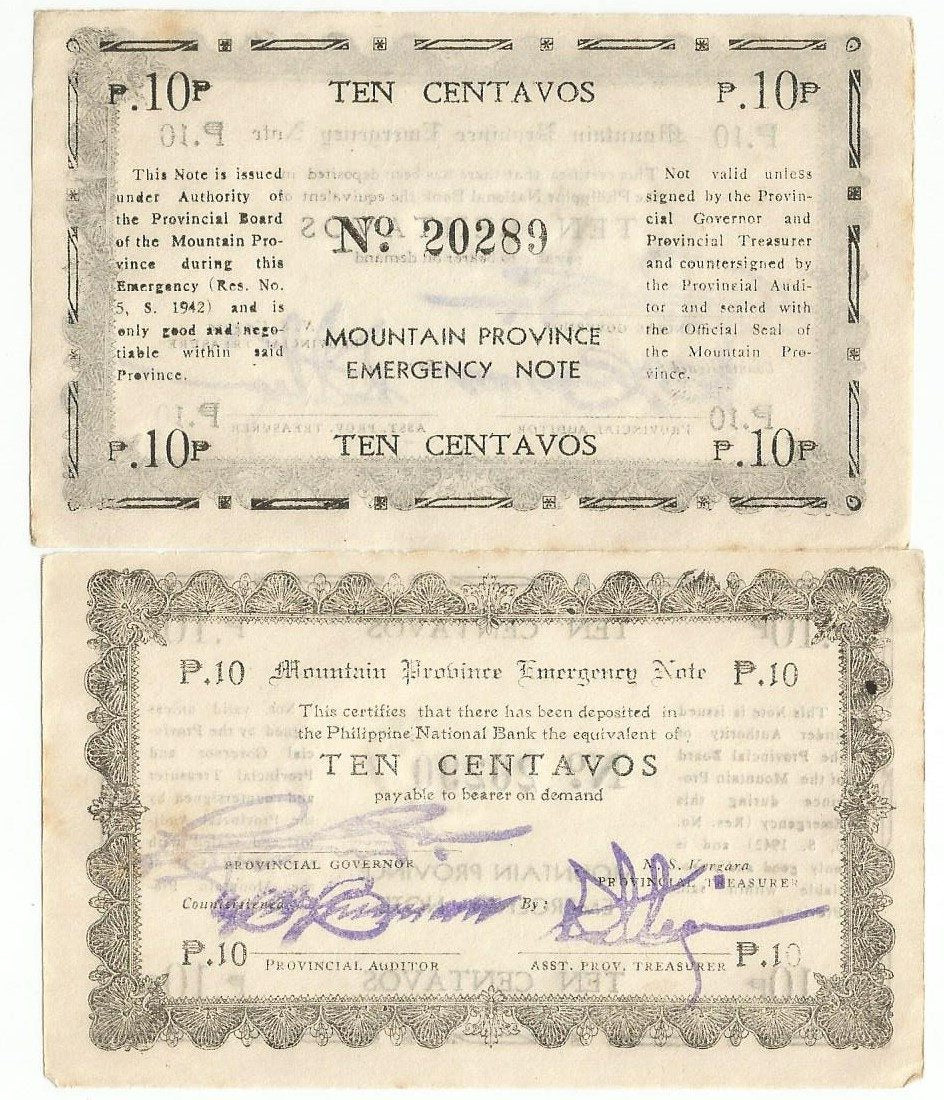 ₱.10₱ TEN CENTAVOS ₱.10₱
This Note is issued
under Authority of
the Provincial Board
of the Mountain Pro-
vince during this
Emergency (Res. No.
5, S. 1942) and is
only good and nego-
tiable within said
Province.
No. 20289
MOUNTAIN PROVINCE
EMERGENCY NOTE
Not valid unless
signed by the Provin-
cial Governor and
Provincial Treasurer
and countersigned by
the Provincial Audi-
tor and sealed with
the Official Seal of
the Mountain Pro-
vince.
₱.10₱ TEN CENTAVOS ₱.10₱
₱.10 Mountain Province Emergency Note ₱.10
This certifies that there has been deposited in
the Philippine National Bank the equivalent of
TEN CENTAVOS
payable to bearer on demand
PROVINCIAL GOVERNOR
S. Vergara
PROVINCIAL TREASURER
Countersigned: By:
₱.10 PROVINCIAL AUDITOR ASST. PROV. TREASURER ₱.10